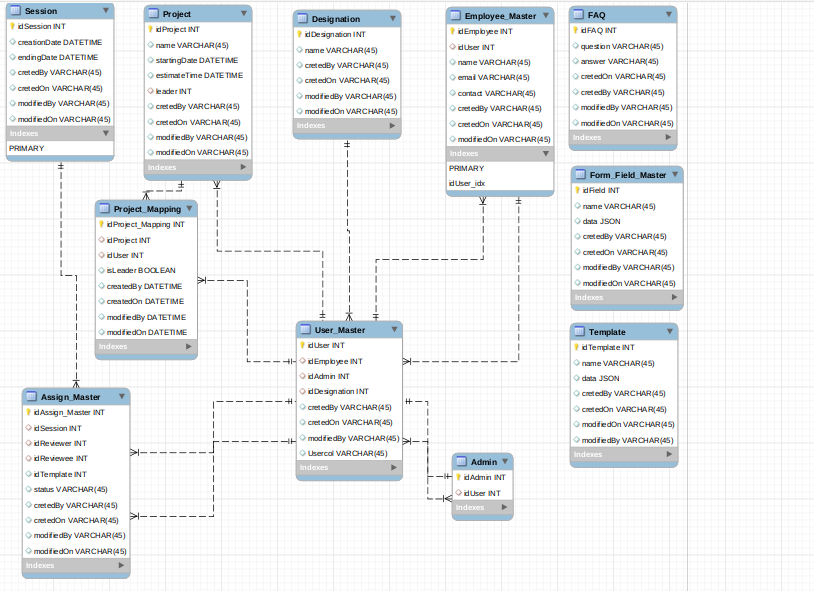 Session
idSession INT
creationDate DATETIME
endingDate DATETIME
cretedBy VARCHAR(45)
cretedOn VARCHAR(45)
modifiedBy VARCHAR(45)
modifiedOn VARCHAR(45)
Indexes
PRIMARY
Project
idProject INT
name VARCHAR(45)
startingDate DATETIME
estimateTime DATETIME
leader INT
cretedBy VARCHAR(45)
cretedOn VARCHAR(45)
modifiedBy VARCHAR(45)
modifiedOn VARCHAR(45)
Indexes
Designation
idDesignation INT
name VARCHAR(45)
cretedBy VARCHAR(45)
cretedOn VARCHAR(45)
modifiedBy VARCHAR(45)
modifiedOn VARCHAR(45)
Indexes
Employee_Master
idEmployee INT
idUser INT
name VARCHAR(45)
email VARCHAR(45)
contact VARCHAR(45)
cretedBy VARCHAR(45)
cretedOn VARCHAR(45)
modifiedOn VARCHAR(45)
Indexes
PRIMARY
idUser_idx
FAQ
idFAQ INT
question VARCHAR(45)
answer VARCHAR(45)
cretedOn VARCHAR(45)
cretedBy VARCHAR(45)
modifiedBy VARCHAR(45)
modifiedOn VARCHAR(45)
Indexes
Form_Field_Master
idField INT
name VARCHAR(45)
data JSON
cretedBy VARCHAR(45)
cretedOn VARCHAR(45)
modifiedBy VARCHAR(45)
modifiedOn VARCHAR(45)
Indexes
Project_Mapping
idProject_Mapping INT
idProject INT
idUser INT
isLeader BOOLEAN
createdBy DATETIME
createdOn DATETIME
modifiedBy DATETIME
modifiedOn DATETIME
Indexes
User_Master
idUser INT
idEmployee INT
idAdmin INT
idDesignation INT
cretedBy VARCHAR(45)
cretedOn VARCHAR(45)
modifiedBy VARCHAR(45)
Usercol VARCHAR(45)
Indexes
Template
idTemplate INT
name VARCHAR(45)
data JSON
cretedBy VARCHAR(45)
cretedOn VARCHAR(45)
modifiedOn VARCHAR(45)
modifiedBy VARCHAR(45)
Indexes
Assign_Master
idAssign_Master INT
idSession INT
idReviewer INT
idReviewee INT
idTemplate INT
status VARCHAR(45)
cretedBy VARCHAR(45)
cretedOn VARCHAR(45)
modifiedBy VARCHAR(45)
modifiedOn VARCHAR(45)
Indexes
Admin
idAdmin INT
idUser INT
Indexes